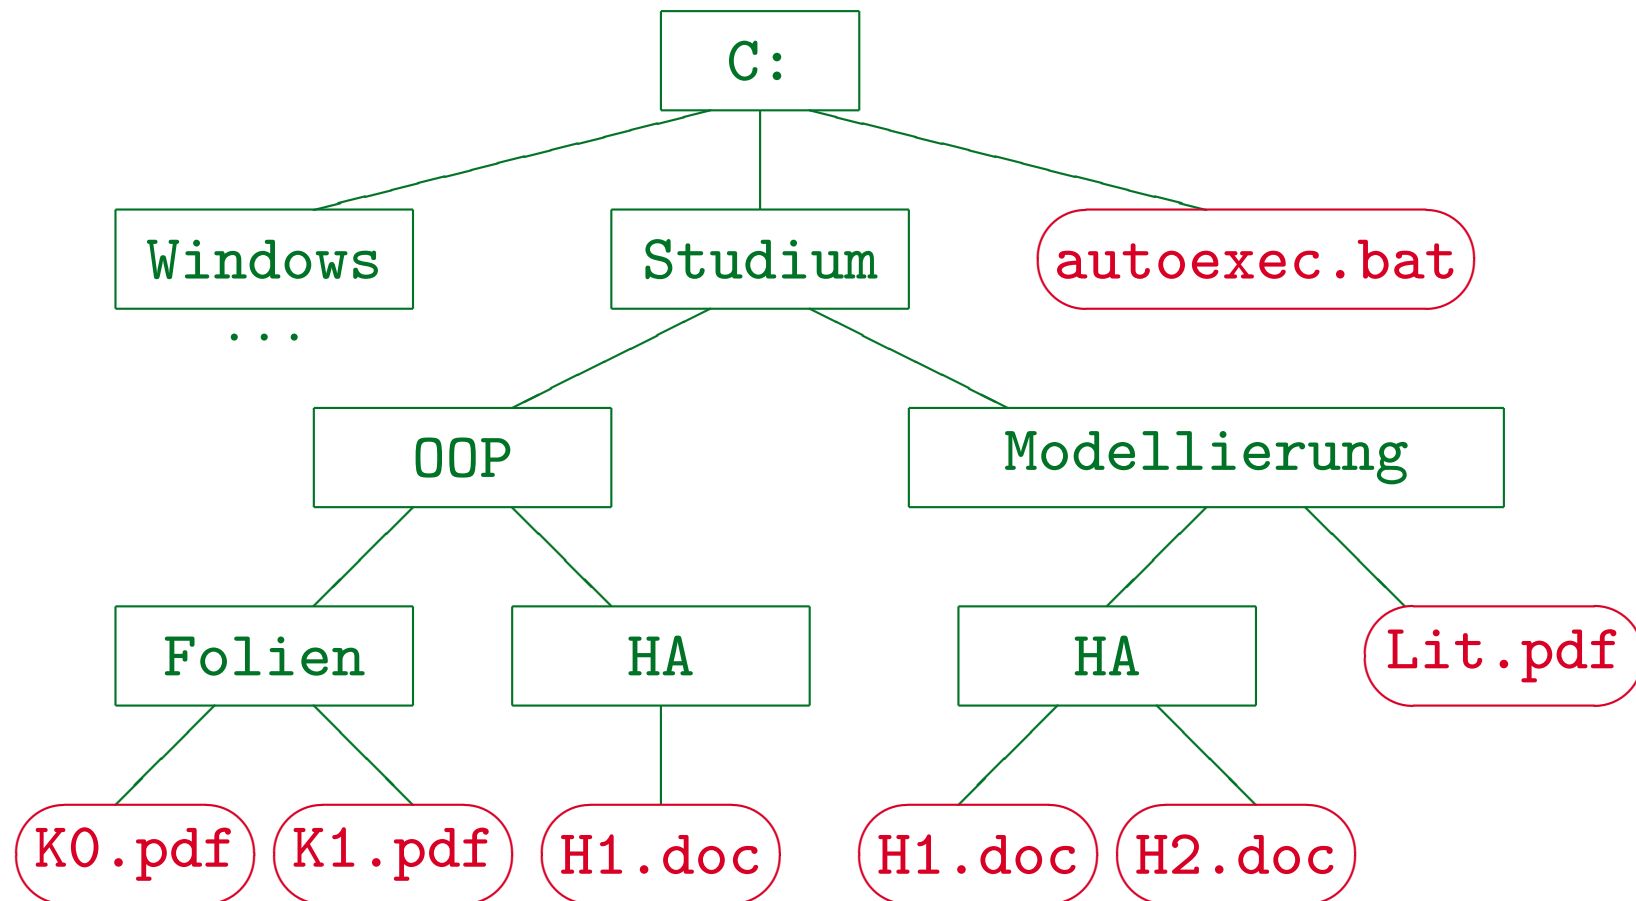 C:
Windows Studium autoexec.bat
...
OOP Modellierung
Folien HA HA Lit.pdf
K0.pdf K1.pdf H1.doc H1.doc H2.doc